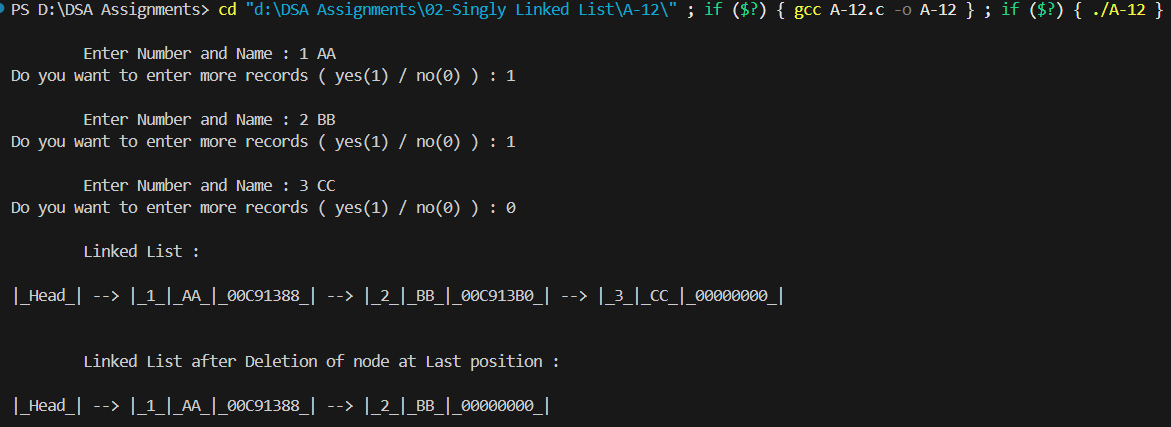 PS D:\DSA Assignments> cd "d:\DSA Assignments\02-Singly Linked List\A-12\" ; if ($?) { gcc A-12.c -o A-12 } ; if ($?) { ./A-12 }
Enter Number and Name : 1 AA
Do you want to enter more records ( yes(1) / no(0) ) : 1
Enter Number and Name : 2 BB
Do you want to enter more records ( yes(1) / no(0) ) : 1
Enter Number and Name : 3 CC
Do you want to enter more records ( yes(1) / no(0) ) : 0
Linked List :
|_Head_| --> |_1_|_AA_|_00C91388_| --> |_2_|_BB_|_00C913B0_| --> |_3_|_CC_|_00000000_|
Linked List after Deletion of node at Last position :
|_Head_| --> |_1_|_AA_|_00C91388_| --> |_2_|_BB_|_00000000_|